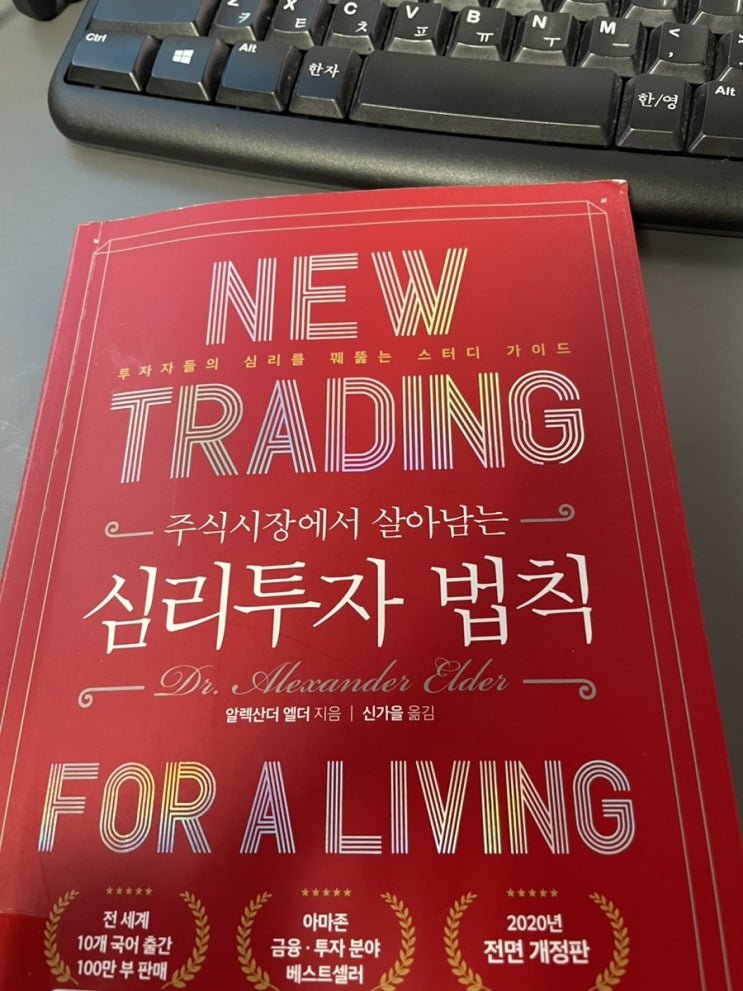 Z ㅋ
X ㅌ
C ㅊ
V ㅍ
B ㅠ
N ㅜ
M ㅡ
<
,
Ctrl
Alt
한자
한/영
Alt
NEW
투자자들의 심리를 꿰뚫는 스터디 가이드
TRADING
주식시장에서 살아남는
심리투자 법칙
Dr. Alexander Elder
알렉산더 엘더 지음 | 신가을 옮김
FOR A LIVING
전 세계
10개 국어 출간
100만 부 판매
아마존
금융·투자 분야
베스트셀러
2020년
전면 개정판